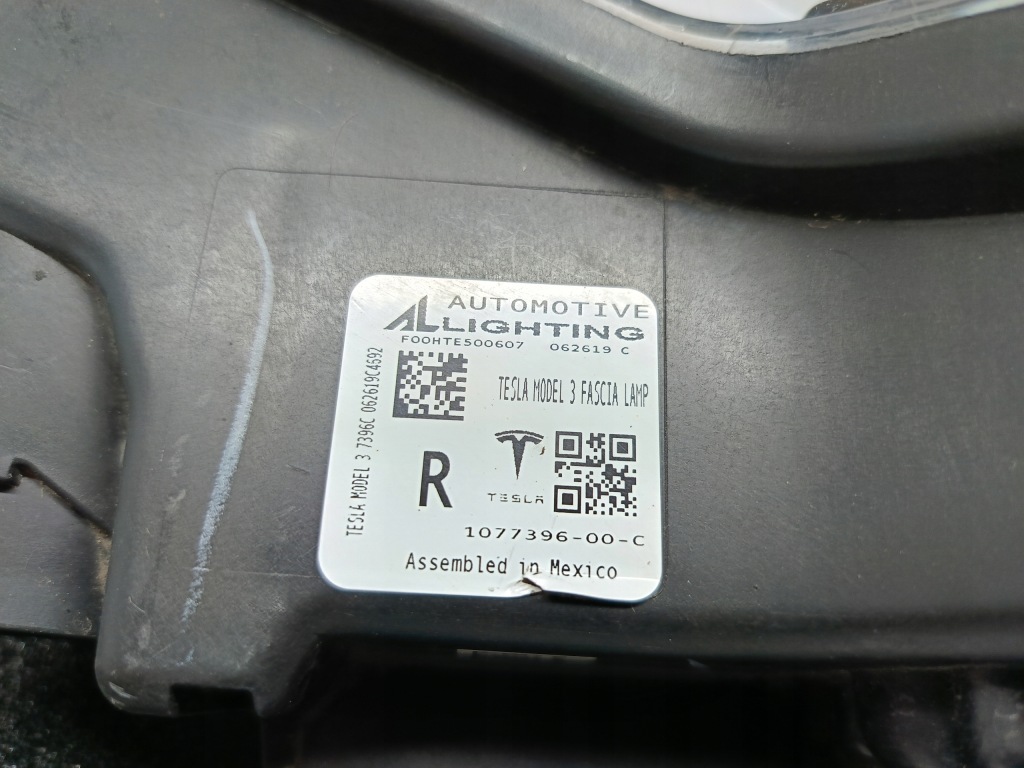 AL AUTOMOTIVE
LIGHTING
F00HTE500607 062619 C
TESLA MODEL 3 FASCIA LAMP
TESLA MODEL 3 7396C 062619C4592
R
TESLA
1077396-00-C
Assembled in Mexico